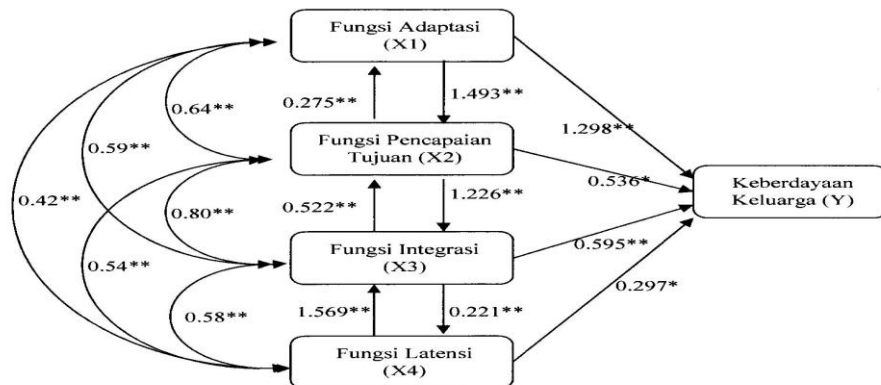 Fungsi Adaptasi
(X1)
0.64**
0.275**
1.493**
1.298**
0.59**
Fungsi Pencapaian
Tujuan (X2)
0.536*
Keberdayaan
Keluarga (Y)
0.42**
0.80**
0.522**
1.226**
0.595**
Fungsi Integrasi
(X3)
0.54**
0.297*
0.58**
1.569**
0.221**
Fungsi Latensi
(X4)